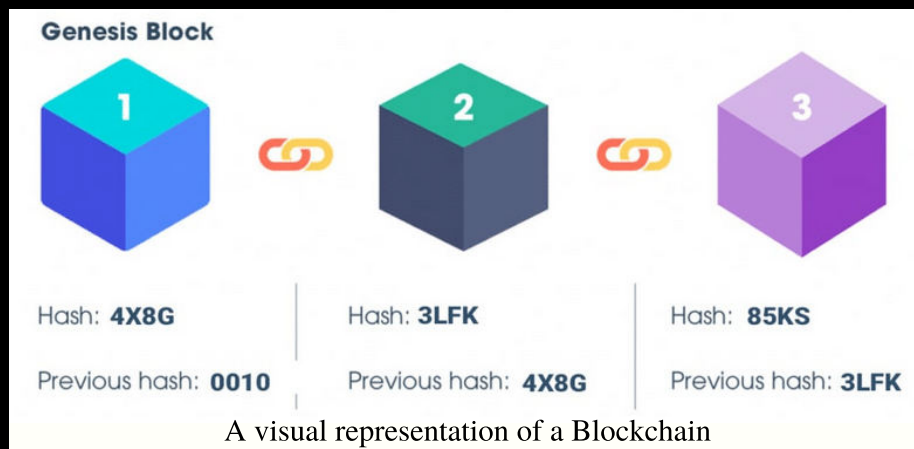 Genesis Block
1
2
3
Hash: 4X8G
Hash: 3LFK
Hash: 85KS
Previous hash: 0010
Previous hash: 4X8G
Previous hash: 3LFK
A visual representation of a Blockchain